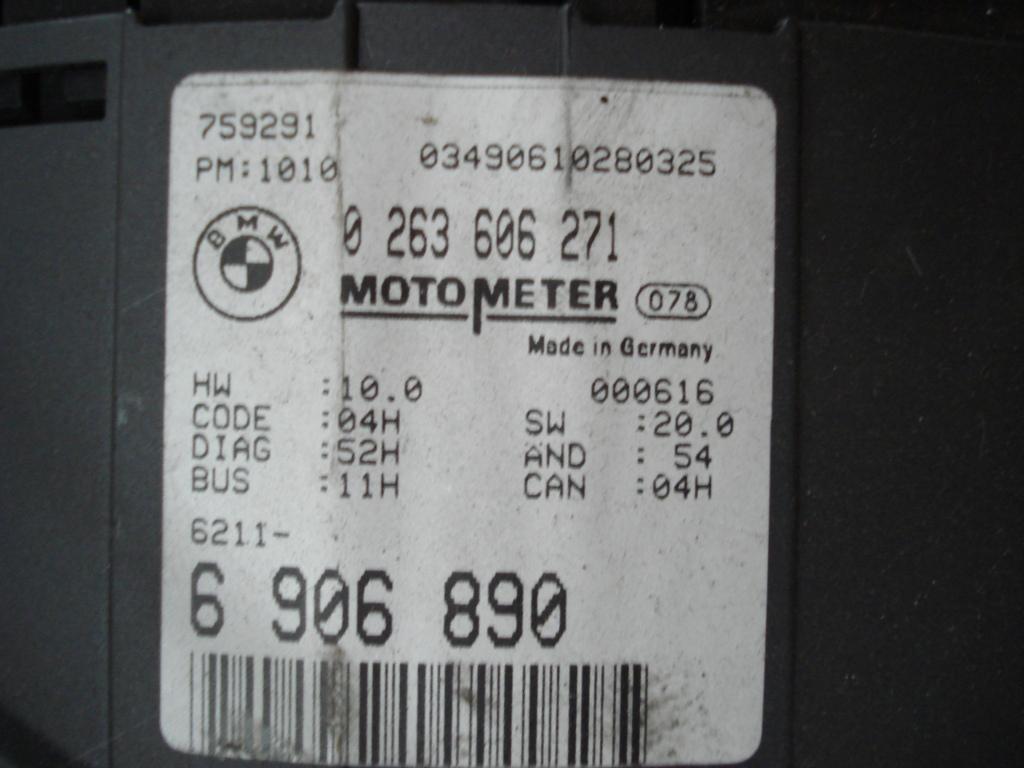 759291
PM:1010 03490610280325
BMW
0 263 606 271
MOTOMETER 078
Made in Germany
HW :10.0 000616
CODE :04H SW :20.0
DIAG :52H AND : 54
BUS :11H CAN :04H
6211-
6 906 890